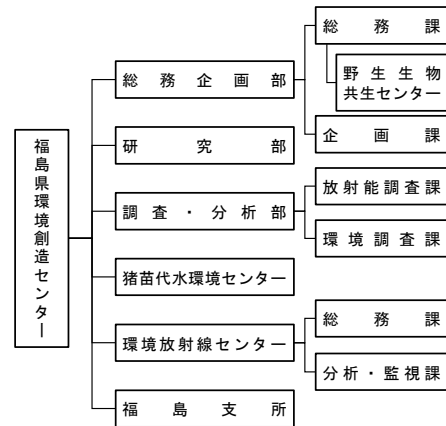 福島県環境創造センター
総務企画部
総務課
野生生物
共生センター
企画課
研究部
調査・分析部
放射能調査課
環境調査課
猪苗代水環境センター
環境放射線センター
総務課
分析・監視課
福島支所